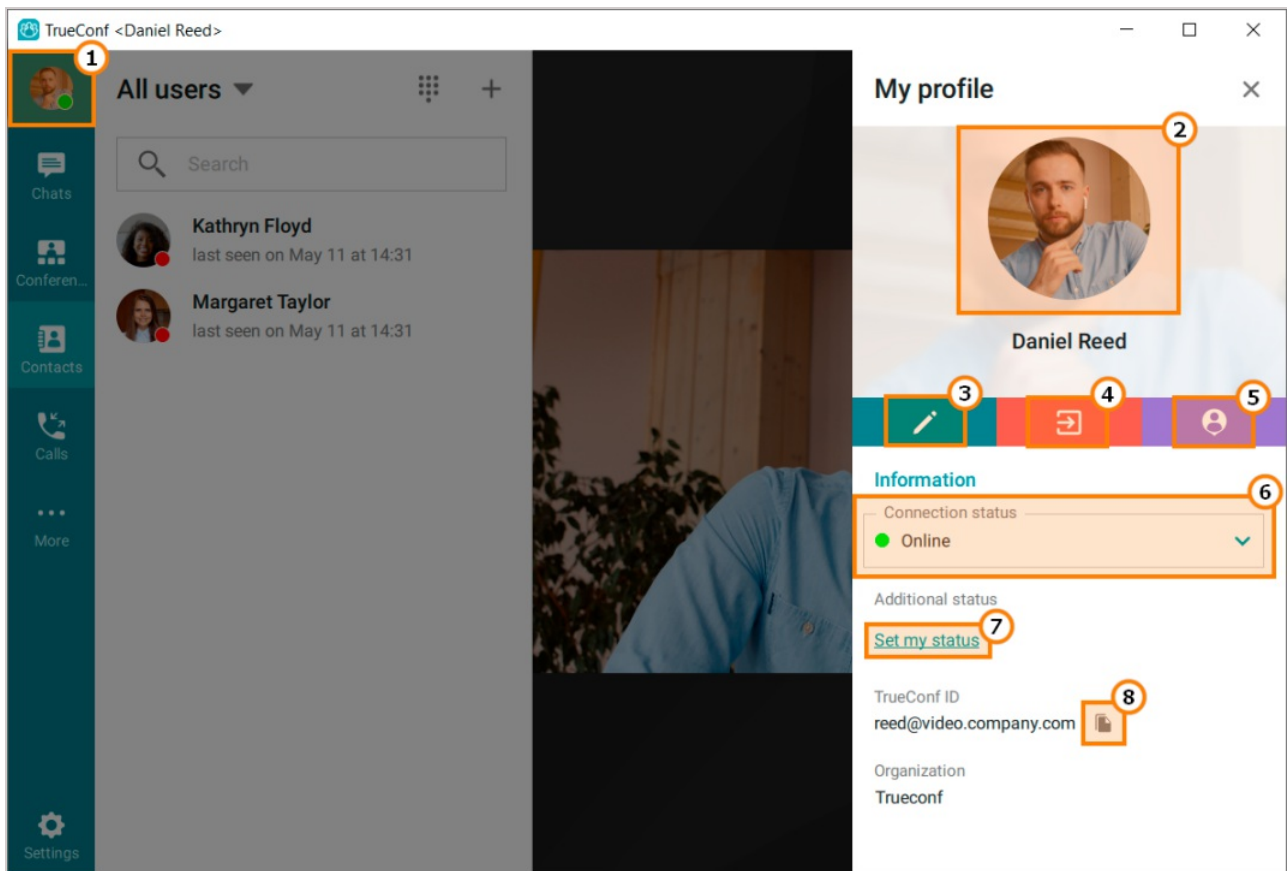 TrueConf <Daniel Reed>
1
All users
My profile
2
Search
Chats
Kathryn Floyd
last seen on May 11 at 14:31
Conferen...
Margaret Taylor
last seen on May 11 at 14:31
Contacts
Daniel Reed
3
4
5
Calls
Information
6
Connection status
Online
More
Additional status
7
Set my status
TrueConf ID
8
reed@video.company.com
Organization
Trueconf
Settings